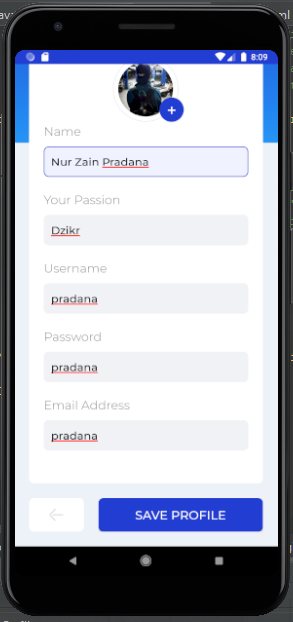 8:09
Name
Nur Zain Pradana
Your Passion
Dzikr
Username
pradana
Password
pradana
Email Address
pradana
SAVE PROFILE